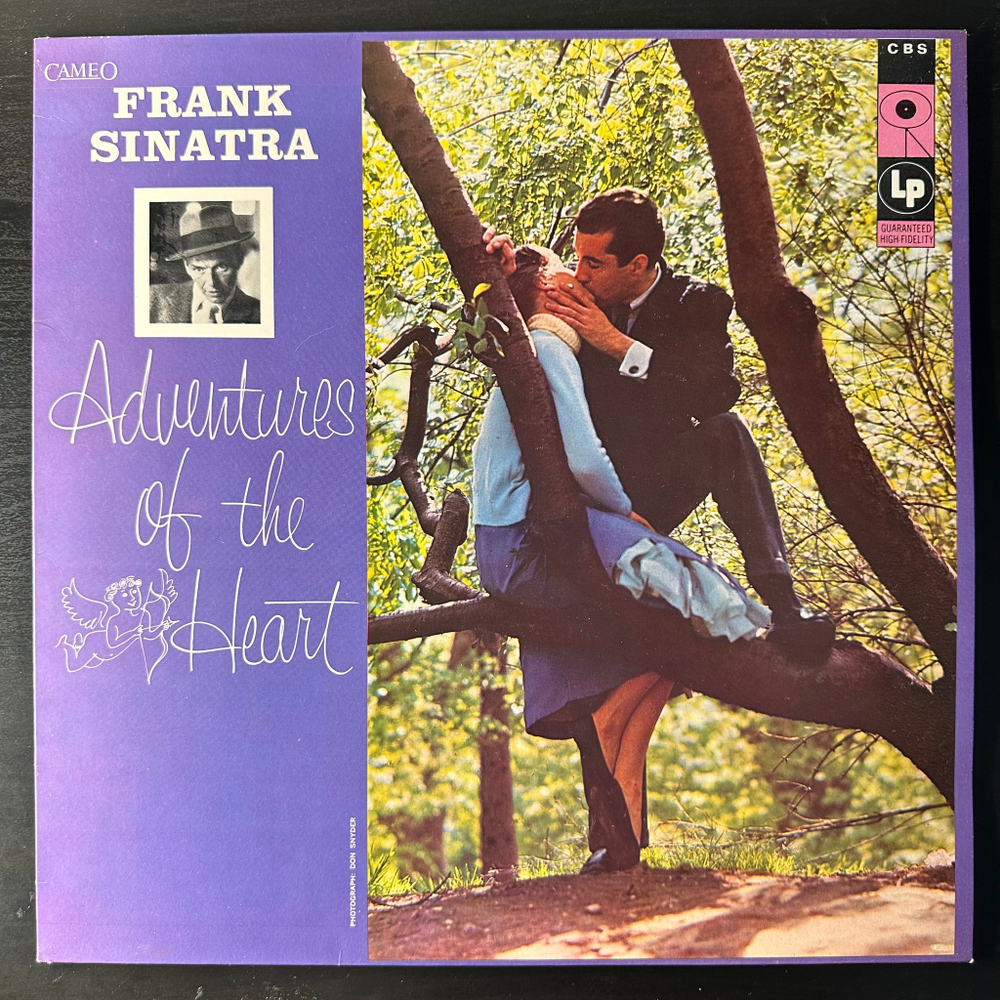 CAMEO
FRANK
SINATRA
Adventures
of the
Heart
PHOTOGRAPH: DON SNYDER
CBS
LP
GUARANTEED
HIGH-FIDELITY